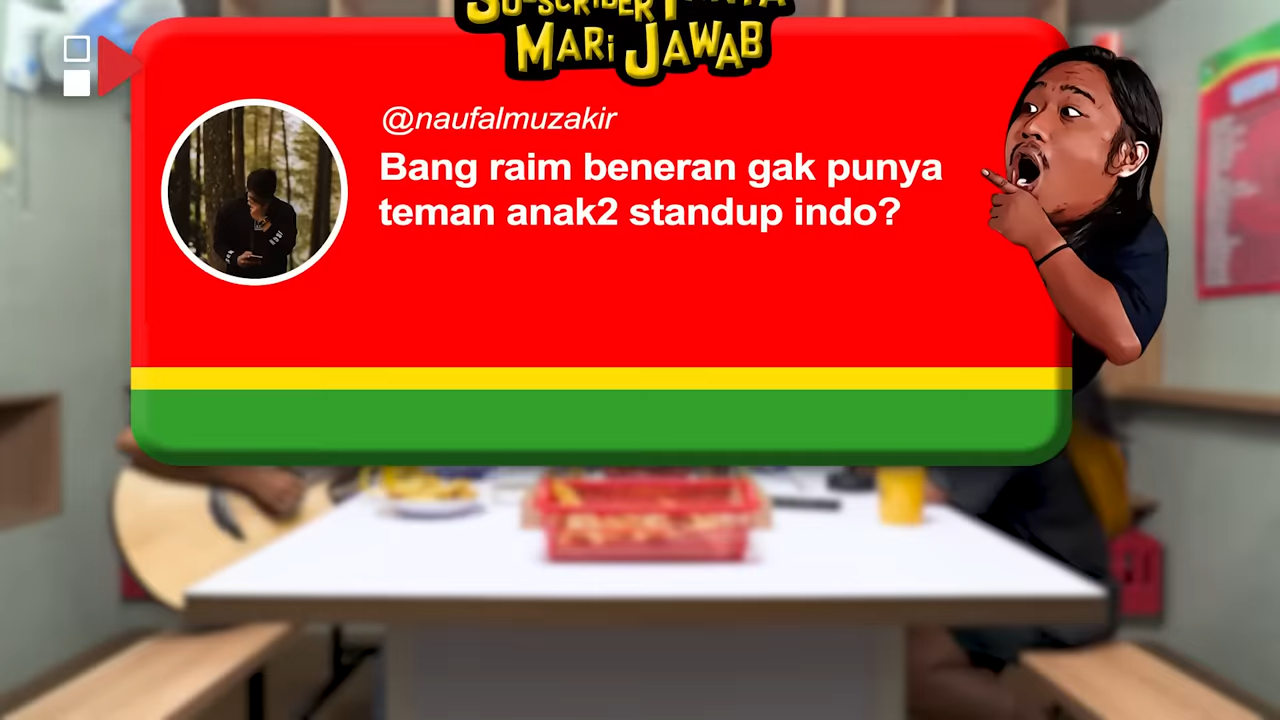 MARi JAWAB
@naufalmuzakir
Bang raim beneran gak punya
teman anak2 standup indo?